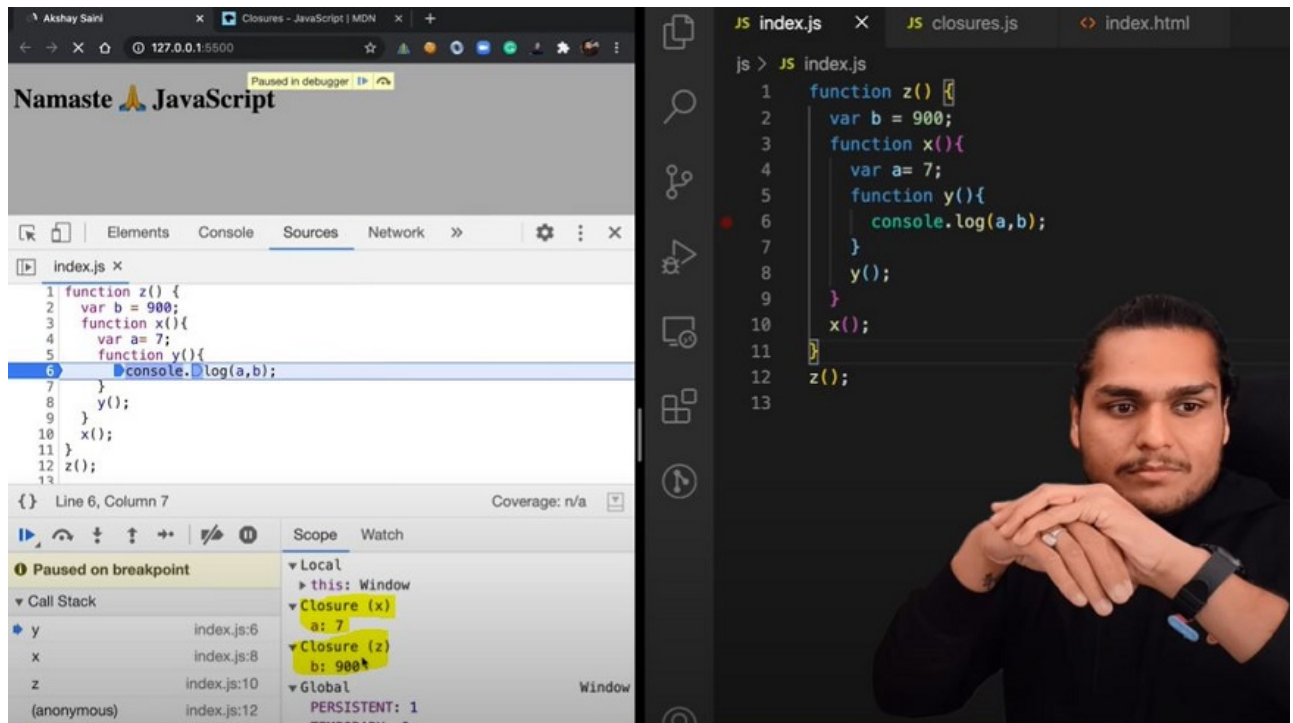 Akshay Saini
Closures - JavaScript | MDN
127.0.0.1:5500
Paused in debugger
Namaste 🙏 JavaScript
Elements Console Sources Network »
index.js
1 function z() {
2 var b = 900;
3 function x(){
4 var a= 7;
5 function y(){
6 console.log(a,b);
7 }
8 y();
9 }
10 x();
11 }
12 z();
13
{} Line 6, Column 7 Coverage: n/a
Scope Watch
Paused on breakpoint
Call Stack
y index.js:6
x index.js:8
z index.js:10
(anonymous) index.js:12
Local
this: Window
Closure (x)
a: 7
Closure (z)
b: 900
Global Window
PERSISTENT: 1
JS index.js JS closures.js <> index.html
js > JS index.js
1 function z() {
2 var b = 900;
3 function x(){
4 var a= 7;
5 function y(){
6 console.log(a,b);
7 }
8 y();
9 }
10 x();
11 }
12 z();
13